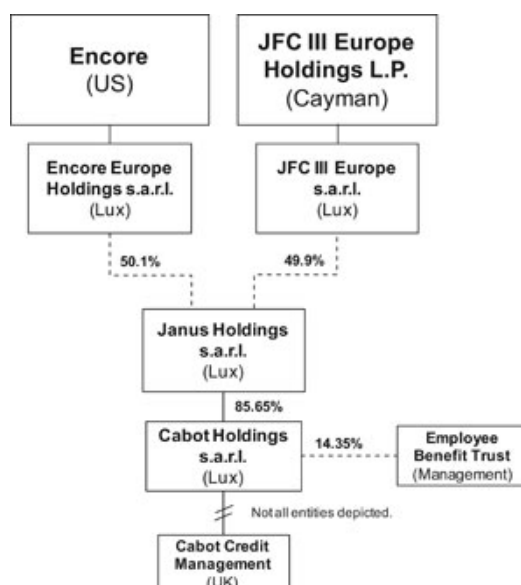 Encore
(US)
JFC III Europe
Holdings L.P.
(Cayman)
Encore Europe
Holdings s.a.r.l.
(Lux)
JFC III Europe
s.a.r.l.
(Lux)
50.1%
49.9%
Janus Holdings
s.a.r.l.
(Lux)
85.65%
Cabot Holdings
s.a.r.l.
(Lux)
14.35%
Employee
Benefit Trust
(Management)
Not all entities depicted.
Cabot Credit
Management
(UK)